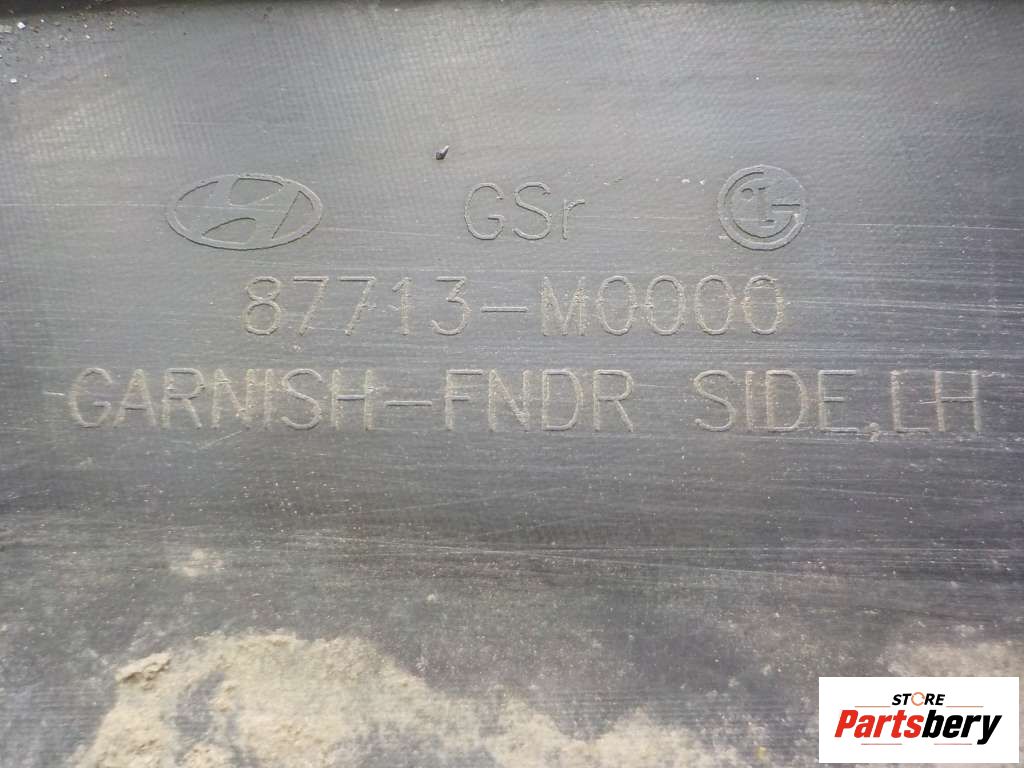 GSr
87713-M0000
GARNISH-FNDR SIDE,LH
STORE
Partsbery